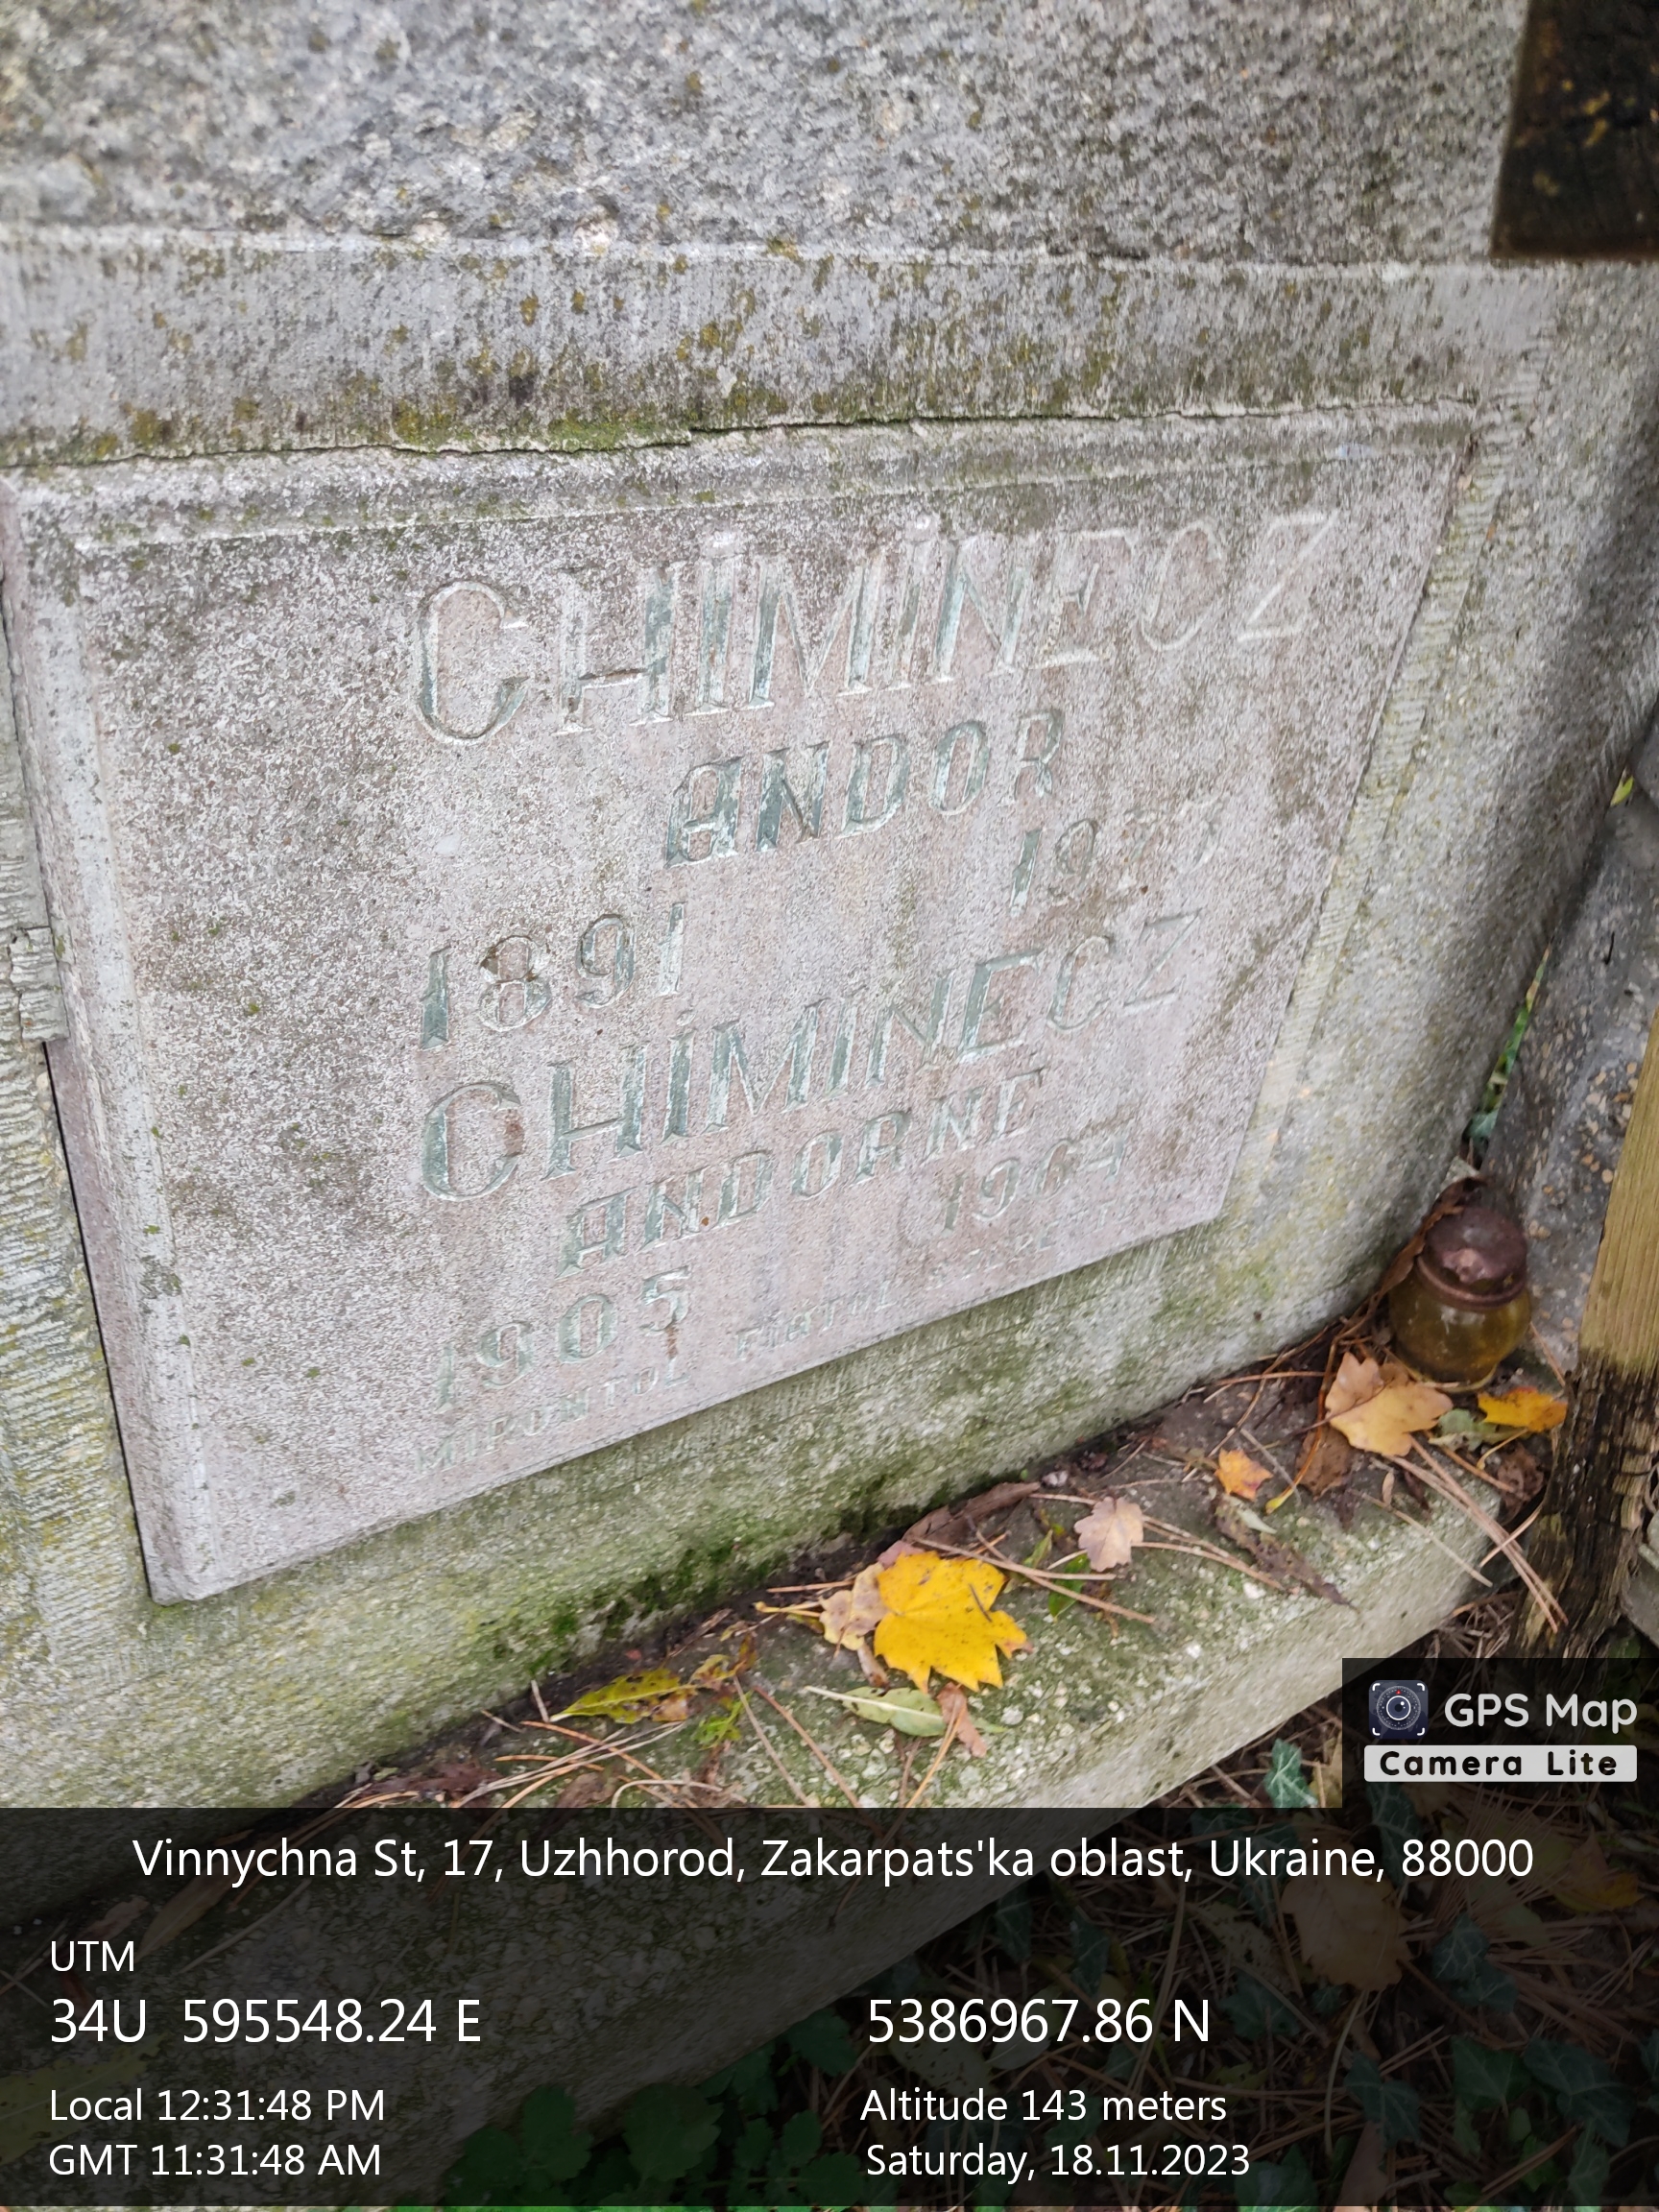 CHIMINECZ
ANDOR
1891
CHIMINECZ
ANDORNE
1905 1964
GPS Map
Camera Lite
Vinnychna St, 17, Uzhhorod, Zakarpats'ka oblast, Ukraine, 88000
UTM
34U 595548.24 E 5386967.86 N
Local 12:31:48 PM Altitude 143 meters
GMT 11:31:48 AM Saturday, 18.11.2023